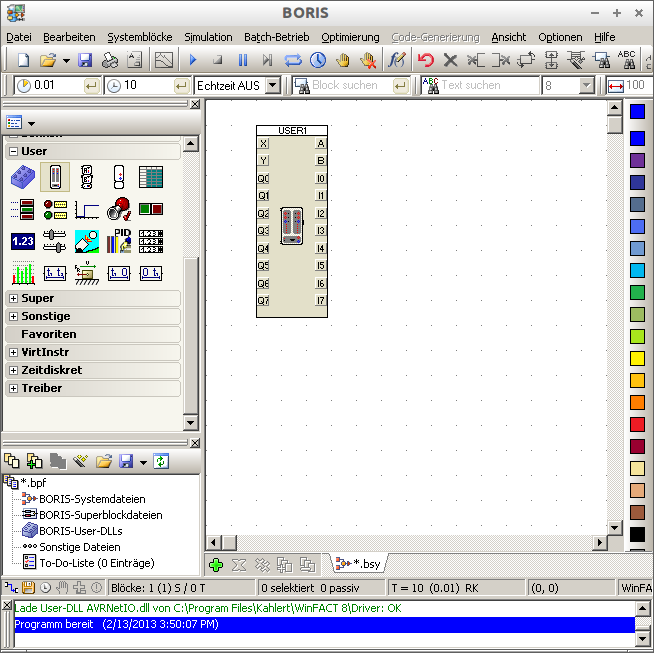 BORIS
Datei Bearbeiten Systemblöcke Simulation Batch-Betrieb Optimierung Code-Generierung Ansicht Optionen Hilfe
ABC
0.01 10 Echtzeit AUS Block suchen ABC Text suchen 8 100
User
USER1
X A
Y B
Q0 I0
Q1 I1
Q2 I2
Q3 I3
Q4 I4
Q5 I5
Q6 I6
Q7 I7
1.23 PID 1.23
Super
Sonstige
Favoriten
VirtInstr
Zeitdiskret
Treiber
*.bpf
BORIS-Systemdateien
BORIS-Superblockdateien
BORIS-User-DLLs
Sonstige Dateien
To-Do-Liste (0 Einträge)
*.bsy
Blöcke: 1 (1) S / 0 T 0 selektiert 0 passiv T = 10 (0.01) RK (0, 0) WinFA
Lade User-DLL AVRNetIO.dll von C:\Program Files\Kahlert\WinFACT 8\Driver: OK
Programm bereit (2/13/2013 3:50:07 PM)